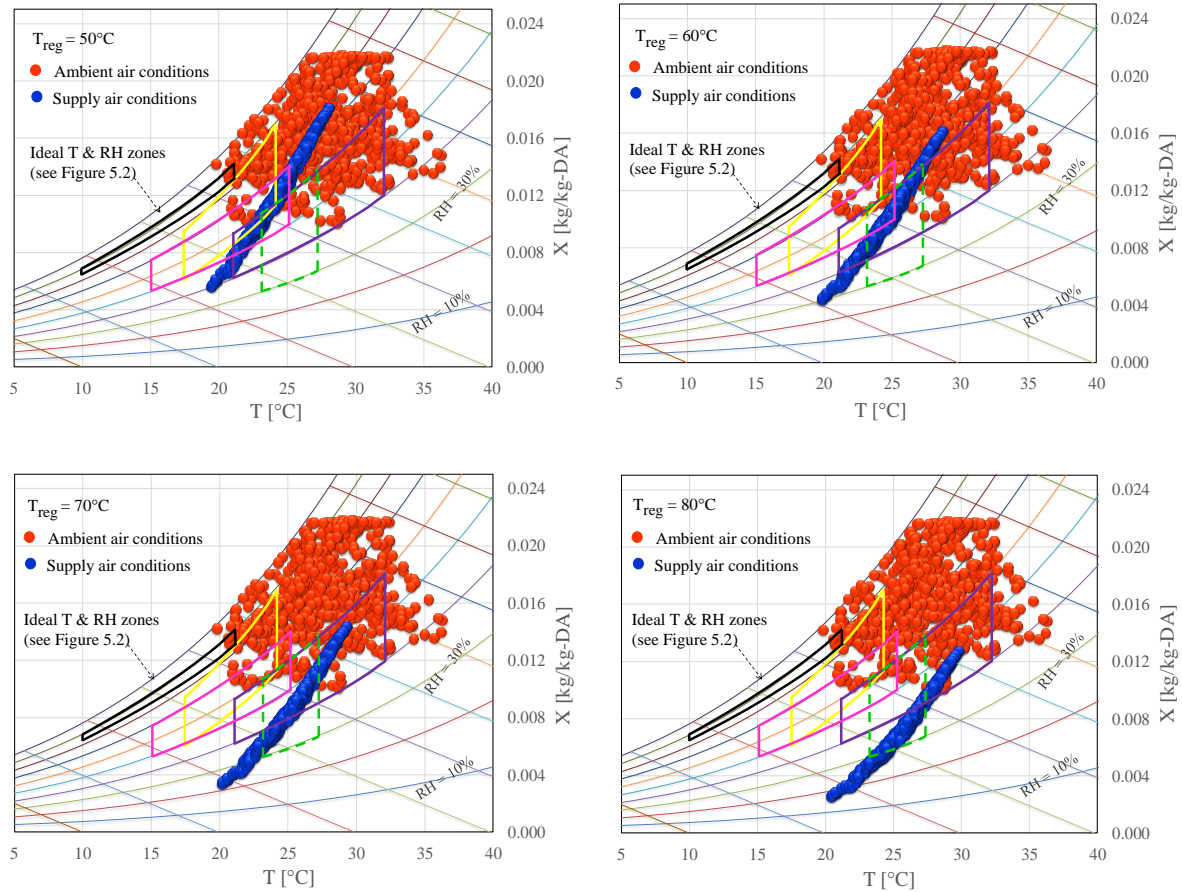 T_reg = 50°C
Ambient air conditions
Supply air conditions
Ideal T & RH zones
(see Figure 5.2)
RH = 30%
RH = 10%
0.024
0.020
0.016
0.012
0.008
0.004
0.000
X [kg/kg-DA]
5 10 15 20 25 30 35 40
T [°C]
T_reg = 60°C
Ambient air conditions
Supply air conditions
Ideal T & RH zones
(see Figure 5.2)
RH = 30%
RH = 10%
0.024
0.020
0.016
0.012
0.008
0.004
0.000
X [kg/kg-DA]
5 10 15 20 25 30 35 40
T [°C]
T_reg = 70°C
Ambient air conditions
Supply air conditions
Ideal T & RH zones
(see Figure 5.2)
RH = 30%
RH = 10%
0.024
0.020
0.016
0.012
0.008
0.004
0.000
X [kg/kg-DA]
5 10 15 20 25 30 35 40
T [°C]
T_reg = 80°C
Ambient air conditions
Supply air conditions
Ideal T & RH zones
(see Figure 5.2)
RH = 30%
RH = 10%
0.024
0.020
0.016
0.012
0.008
0.004
0.000
X [kg/kg-DA]
5 10 15 20 25 30 35 40
T [°C]